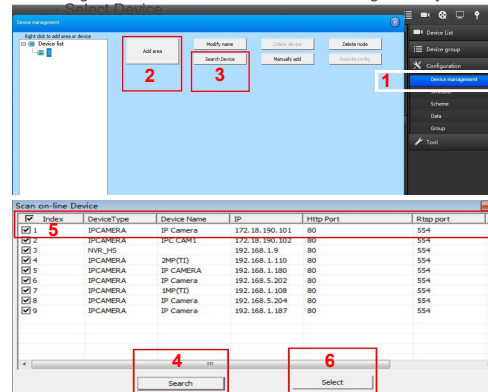 Select Device
Device management
Right click to add area or device
Device list
1
Add area
Modify name
Delete device
Delete node
Search Device
Manually add
Remote config
2
3
1
Device List
Device group
Configuration
Device management
Scheme
Data
Group
Tool
Scan on-line Device
Index DeviceType Device Name IP Http Port Rtsp port
5
1 IPCAMERA IP Camera 172.18.190.101 80 554
2 IPCAMERA IPC CAM1 172.18.190.102 80 554
3 NVR_HS 192.168.1.9 80 554
4 IPCAMERA 2MP(TI) 192.168.1.110 80 554
5 IPCAMERA IP CAMERA 192.168.1.180 80 554
6 IPCAMERA IP Camera 192.168.5.202 80 554
7 IPCAMERA 1MP(TI) 192.168.1.108 80 554
8 IPCAMERA IP Camera 192.168.5.204 80 554
9 IPCAMERA IP Camera 192.168.1.187 80 554
4
6
Search
Select